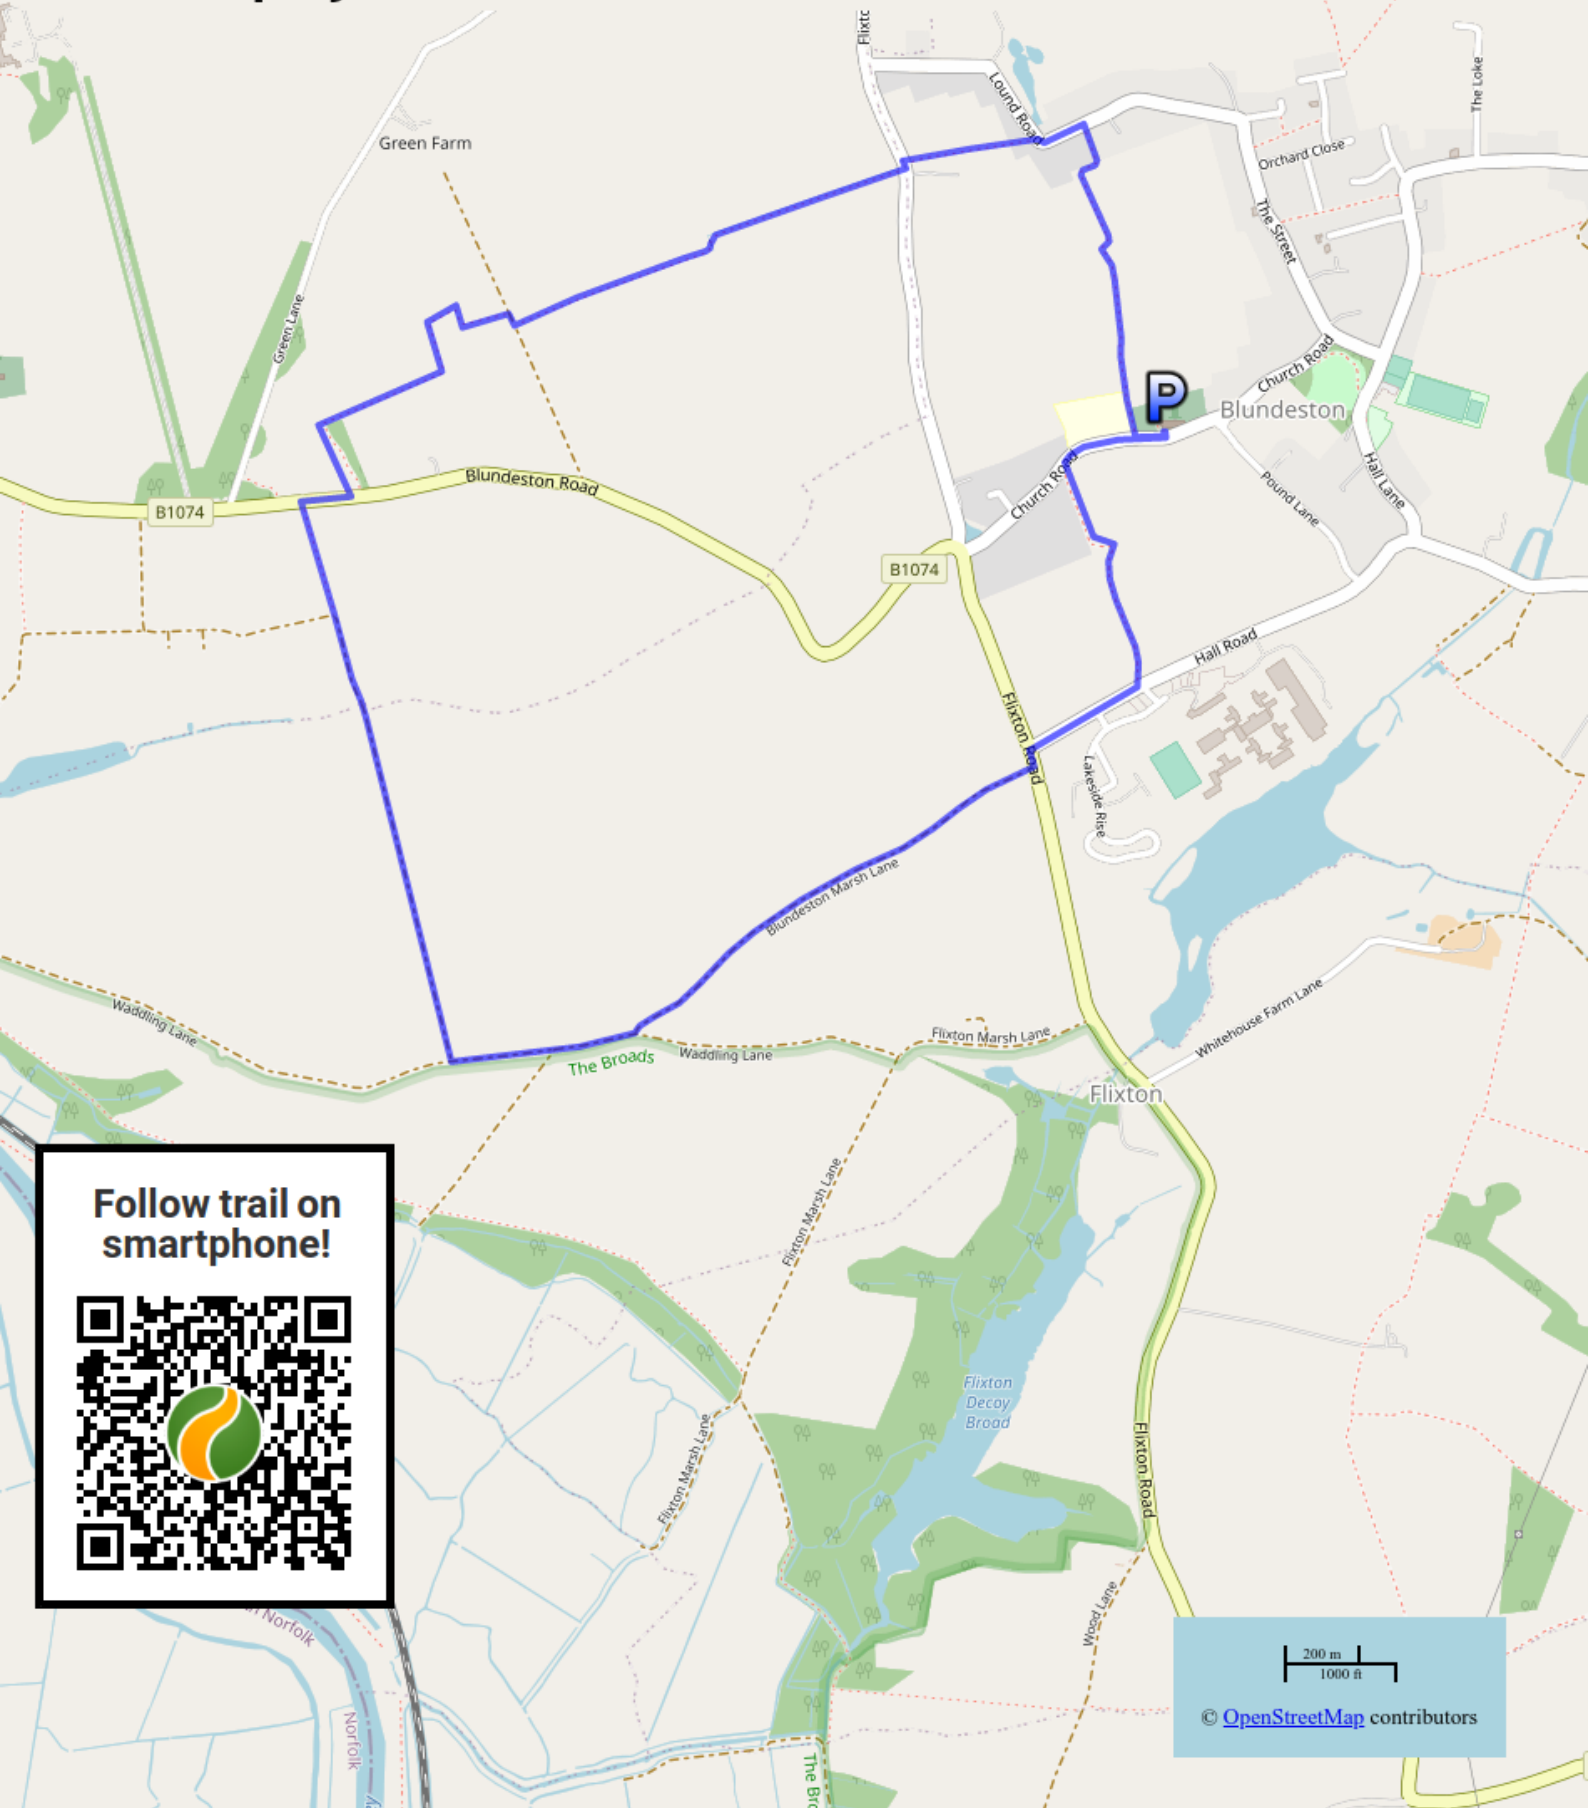 Flixto
Lound Road
The Loke
Green Farm
Orchard Close
The Street
Green Lane
Church Road
P
Blundeston
Hall Lane
Blundeston Road
Church Road
Pound Lane
B1074
B1074
Hall Road
Flixton Road
Lakeside Rise
Blundeston Marsh Lane
Waddling Lane
Whitehouse Farm Lane
Flixton Marsh Lane
Waddling Lane
The Broads
Flixton
Flixton Marsh Lane
Follow trail on
smartphone!
Flixton
Decoy
Broad
Flixton Marsh Lane
Flixton Road
Wood Lane
Norfolk
Norfolk
The Bro
200 m
1000 ft
© OpenStreetMap contributors